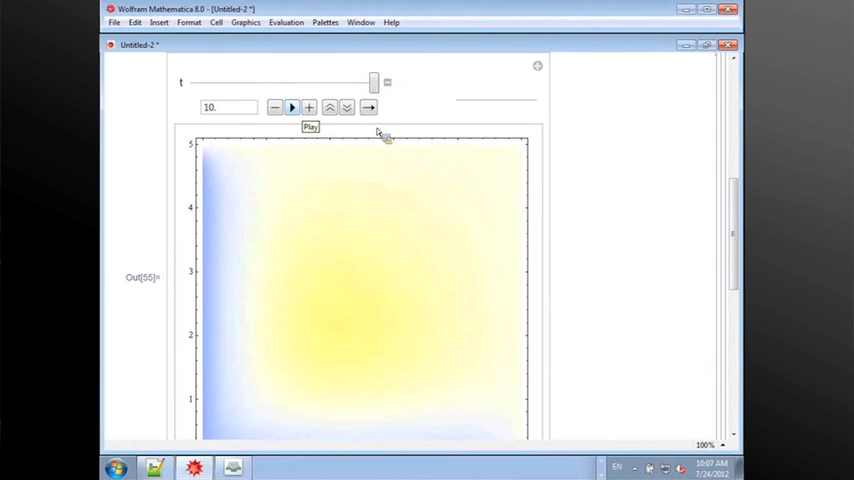 Wolfram Mathematica 8.0 - [Untitled-2 *]
File Edit Insert Format Cell Graphics Evaluation Palettes Window Help
Untitled-2 *
t
10.
Play
5
4
3
Out[55]=
2
1
100%
EN
10:07 AM
7/24/2012